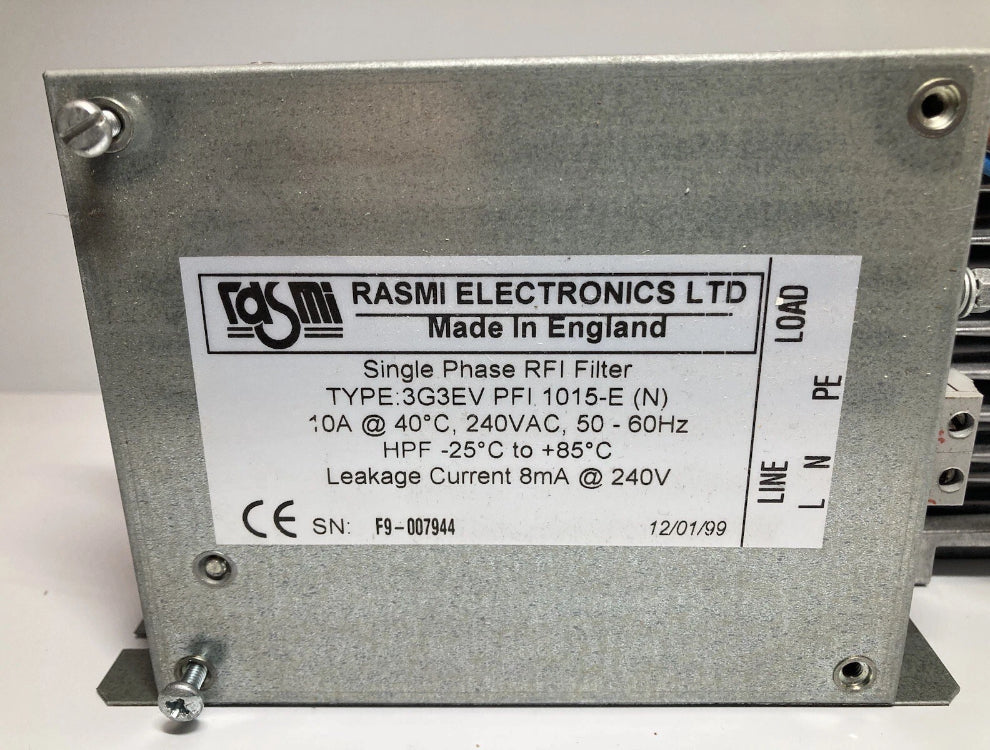 rasmi RASMI ELECTRONICS LTD
Made In England
Single Phase RFI Filter
TYPE:3G3EV PFI 1015-E (N)
10A @ 40°C, 240VAC, 50 - 60Hz
HPF -25°C to +85°C
Leakage Current 8mA @ 240V
CE SN: F9-007944 12/01/99
LINE LOAD
L N PE